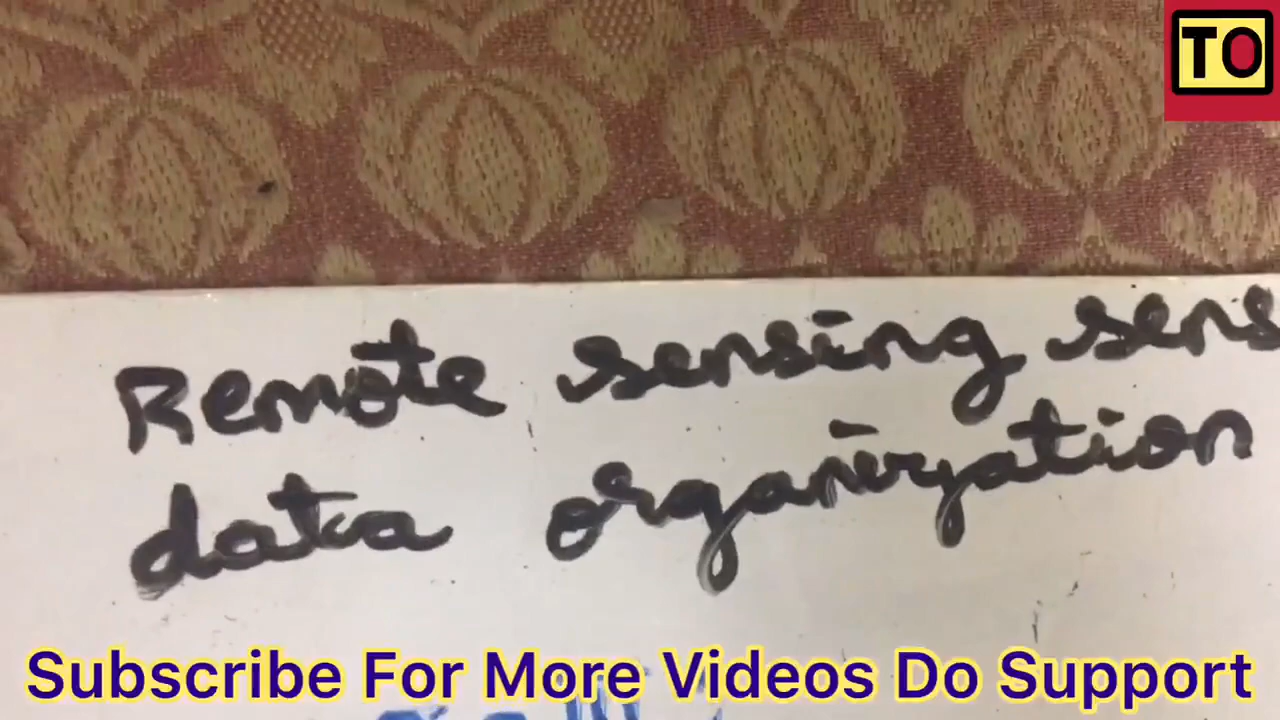 TO
Remote sensing sens
data organization
Subscribe For More Videos Do Support